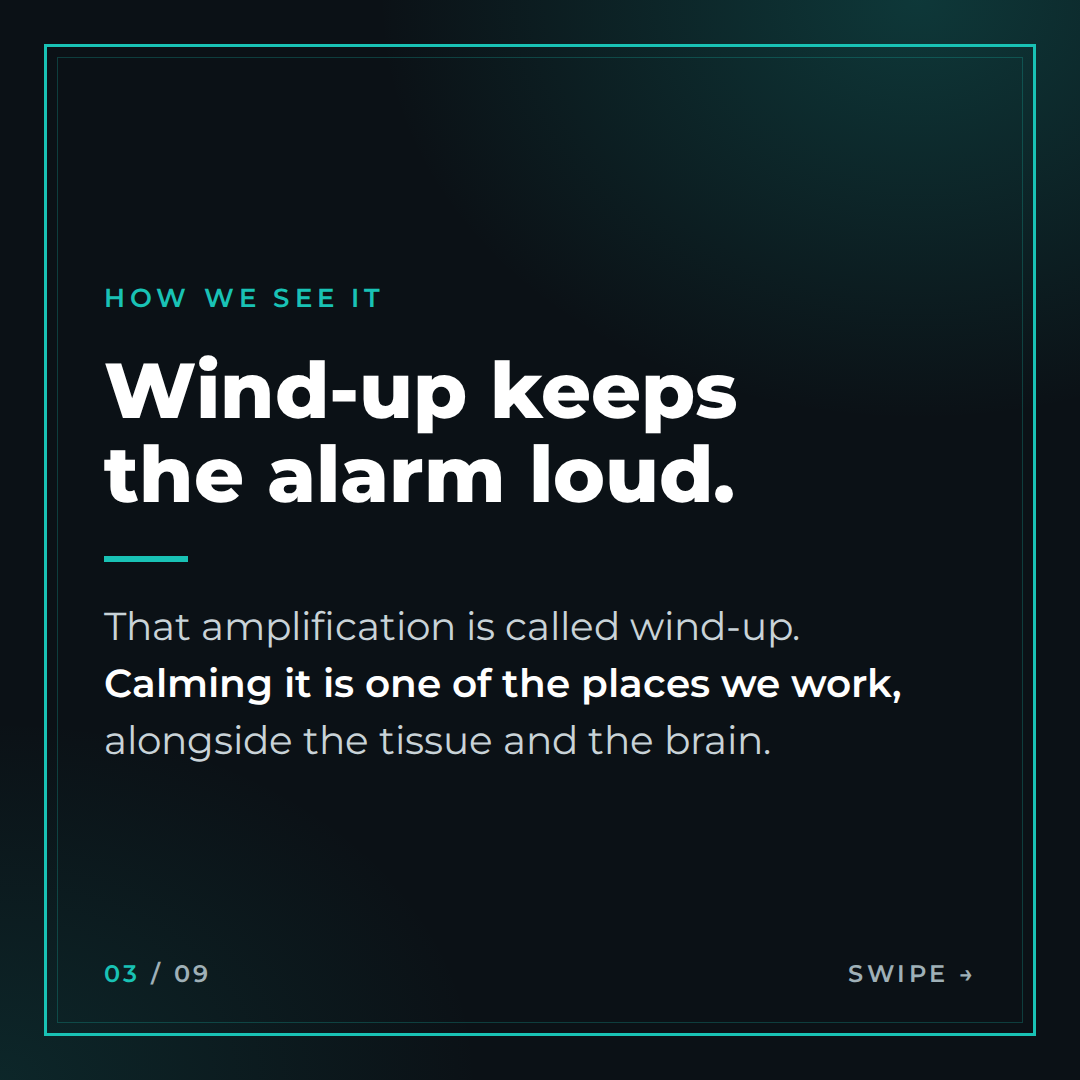 HOW WE SEE IT
Wind-up keeps
the alarm loud.
That amplification is called wind-up.
Calming it is one of the places we work,
alongside the tissue and the brain.
03 / 09
SWIPE →